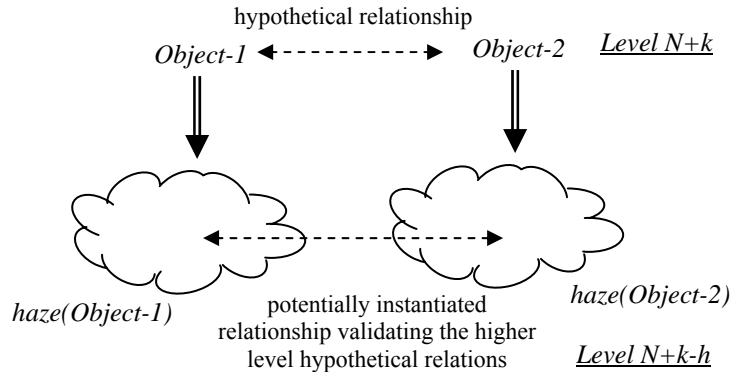 hypothetical relationship
Object-1
Object-2
Level N+k
haze(Object-1)
haze(Object-2)
potentially instantiated
relationship validating the higher
level hypothetical relations
Level N+k-h